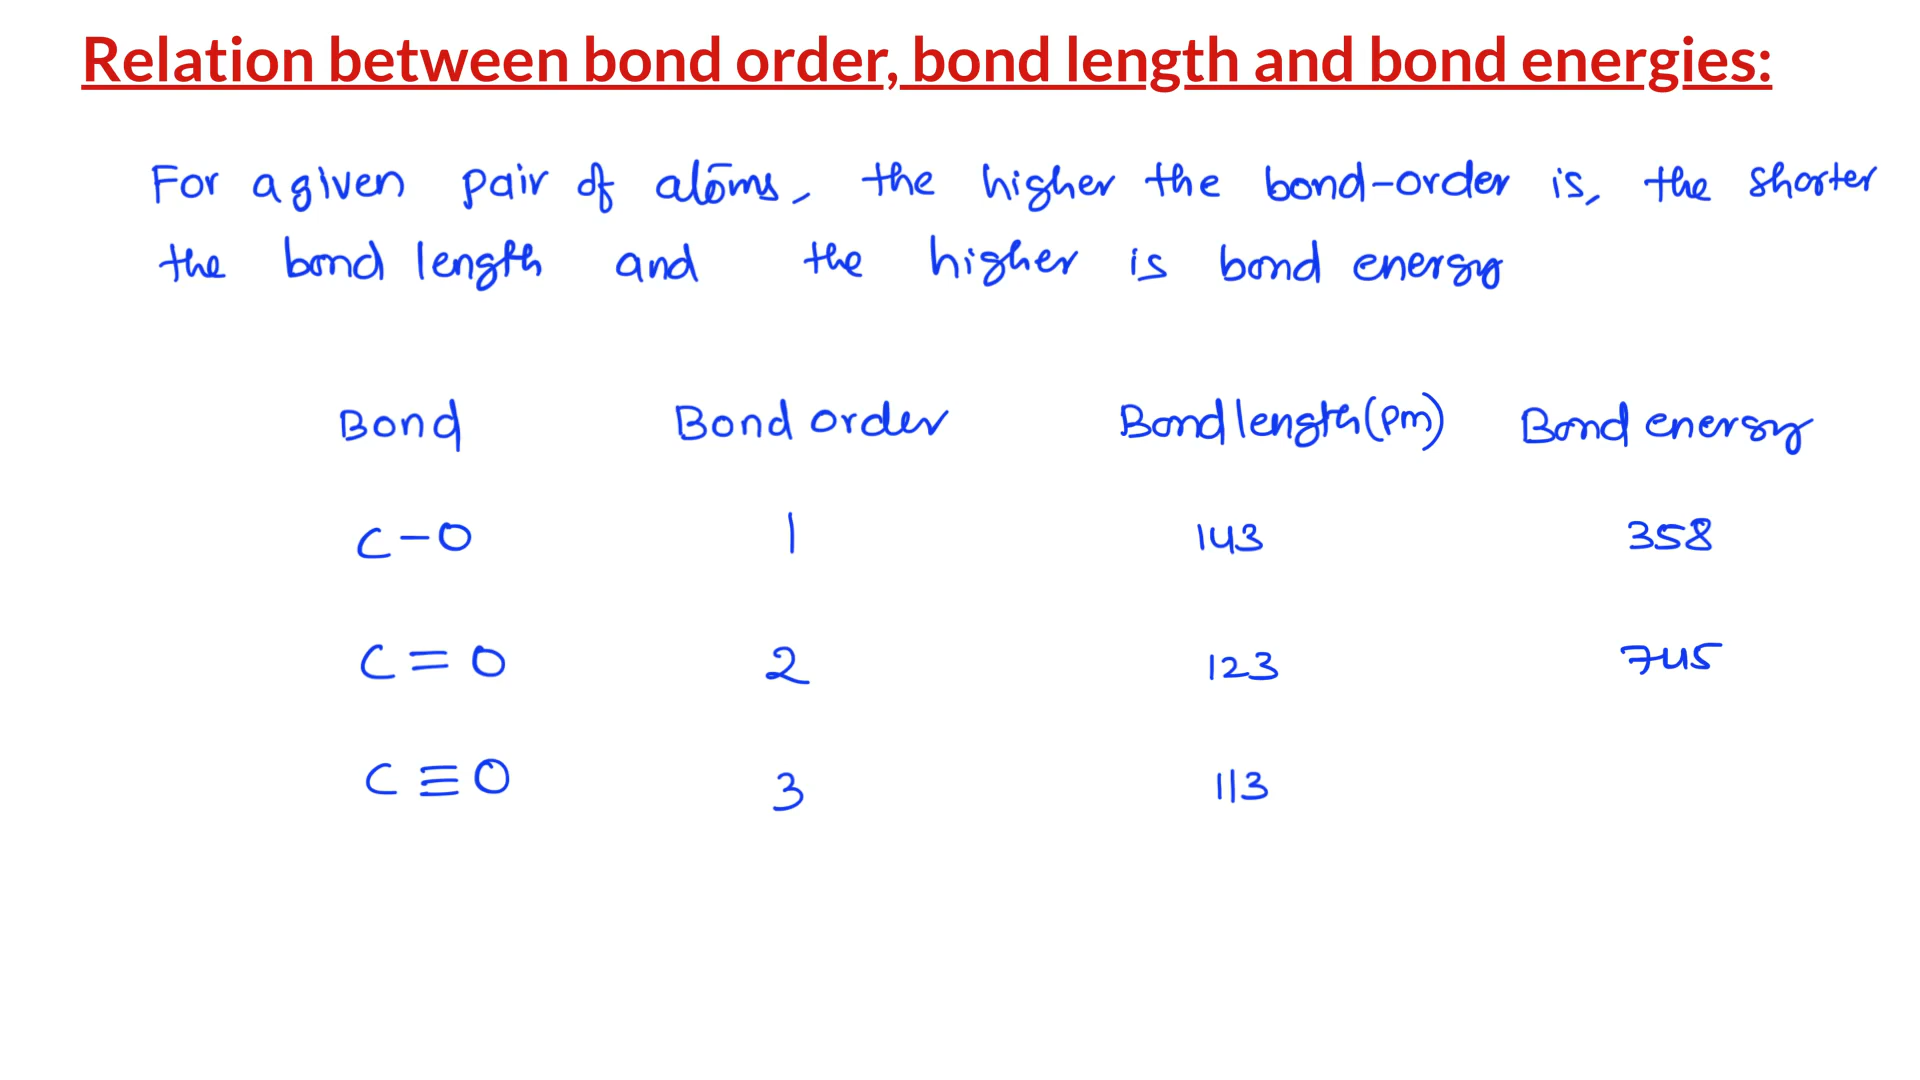 Relation between bond order, bond length and bond energies:
For a given pair of atoms, the higher the bond-order is, the shorter
the bond length and the higher is bond energy
Bond Bond order Bond length (pm) Bond energy
C-O 1 143 358
C=O 2 123 745
C≡O 3 113